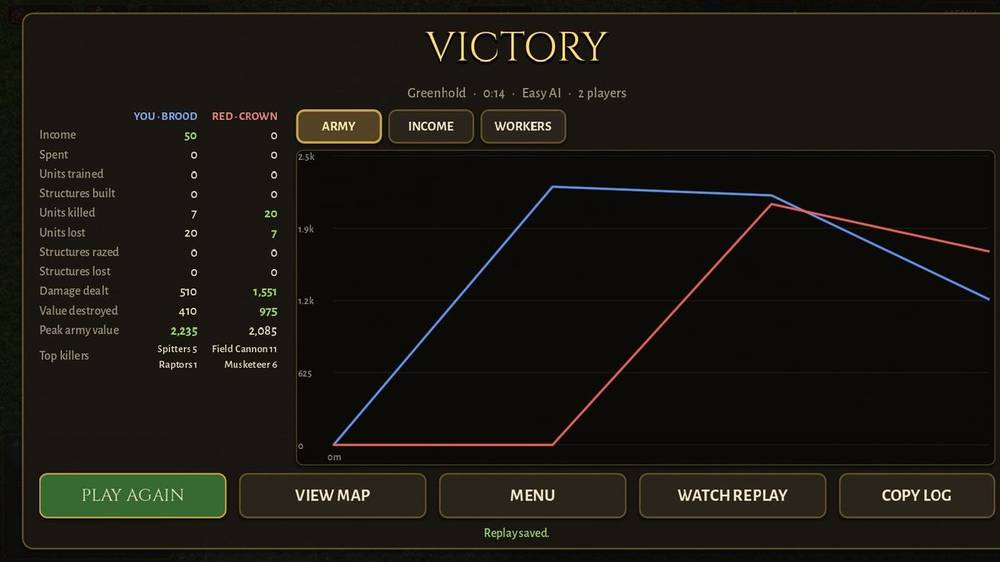 VICTORY
Greenhold · 0:14 · Easy AI · 2 players
YOU·BROOD RED·CROWN
Income 50 0
Spent 0 0
Units trained 0 0
Structures built 0 0
Units killed 7 20
Units lost 20 7
Structures razed 0 0
Structures lost 0 0
Damage dealt 510 1,551
Value destroyed 410 975
Peak army value 2,235 2,085
Top killers Spitters 5 Field Cannon 11
Raptors 1 Musketeer 6
ARMY INCOME WORKERS
2.5k
1.9k
1.2k
625
0
0m
PLAY AGAIN VIEW MAP MENU WATCH REPLAY COPY LOG
Replay saved.